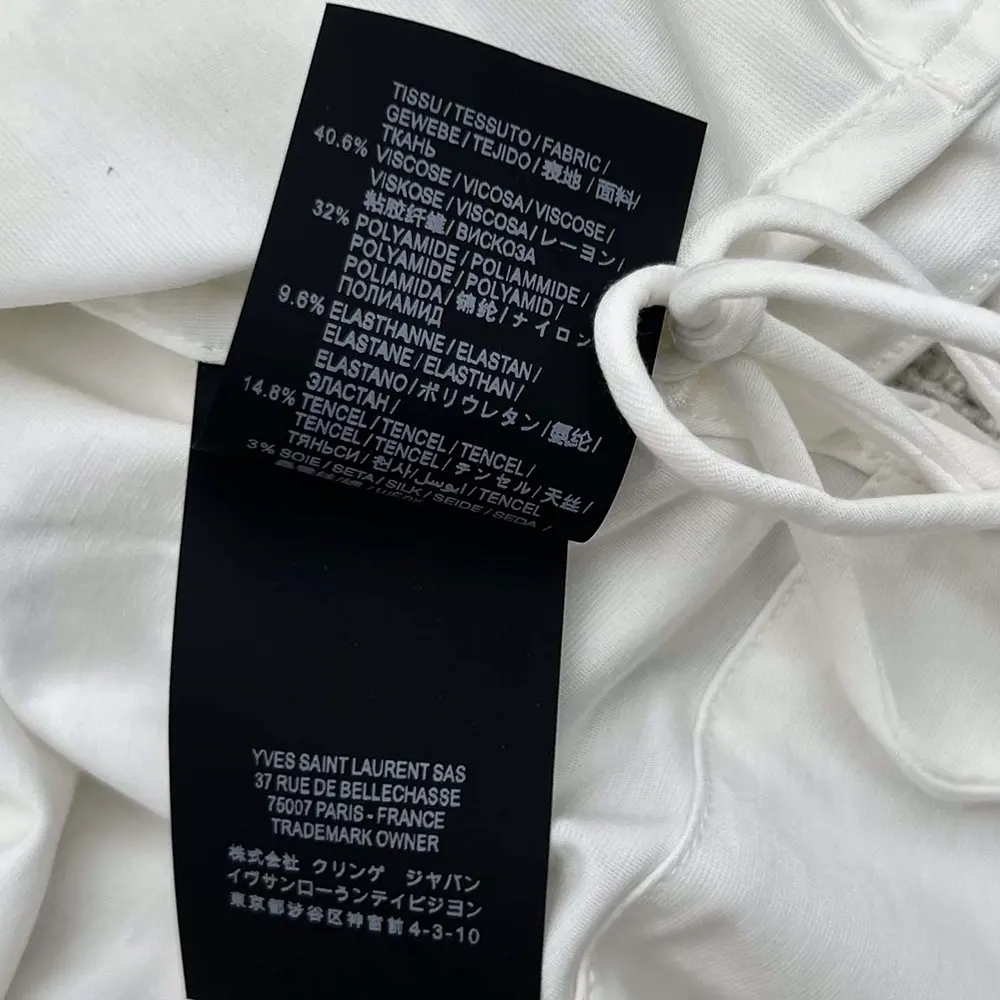 TISSU / TESSUTO / FABRIC /
GEWEBE / TEJIDO / 表地 / 面料/
ТКАНЬ
40.6% VISCOSE / VICOSA / VISCOSE /
VISKOSE / VISCOSA / レーヨン /
粘胶纤维 / ВИСКОЗА
32% POLYAMIDE / POLIAMMIDE /
POLYAMIDE / POLYAMID /
POLIAMIDA / 锦纶 / ナイロン
ПОЛИАМИД
9.6% ELASTHANNE / ELASTAN /
ELASTANE / ELASTHAN /
ELASTANO / ポリウレタン / 氨纶 /
ЭЛАСТАН /
14.8% TENCEL / TENCEL / TENCEL /
TENCEL / TENCEL / テンセル / 天丝 /
ТЯНЬСИ / 천사 / / TENCEL
3% SOIE / SETA / SILK / SEIDE / SEDA /
YVES SAINT LAURENT SAS
37 RUE DE BELLECHASSE
75007 PARIS - FRANCE
TRADEMARK OWNER
株式会社 クリンゲ ジャパン
イヴサンローランティビジヨン
東京都渋谷区神宮前 4-3-10